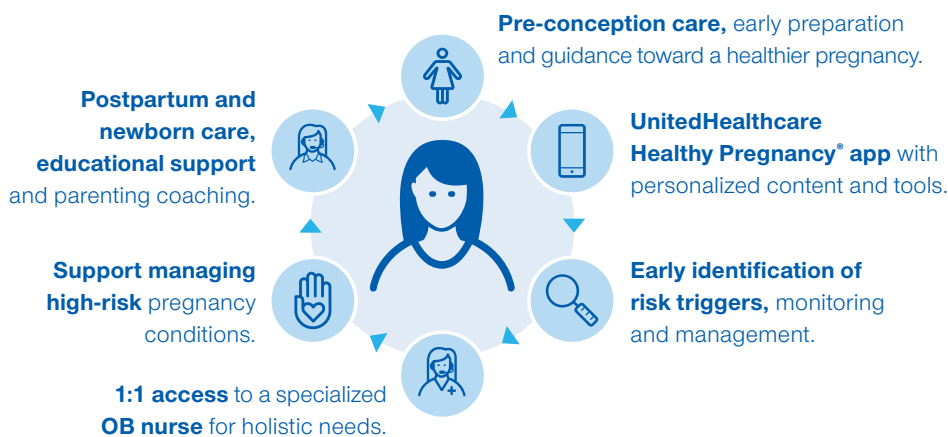 Pre-conception care, early preparation
and guidance toward a healthier pregnancy.
UnitedHealthcare
Healthy Pregnancy® app with
personalized content and tools.
Early identification of
risk triggers, monitoring
and management.
1:1 access to a specialized
OB nurse for holistic needs.
Support managing
high-risk pregnancy
conditions.
Postpartum and
newborn care,
educational support
and parenting coaching.